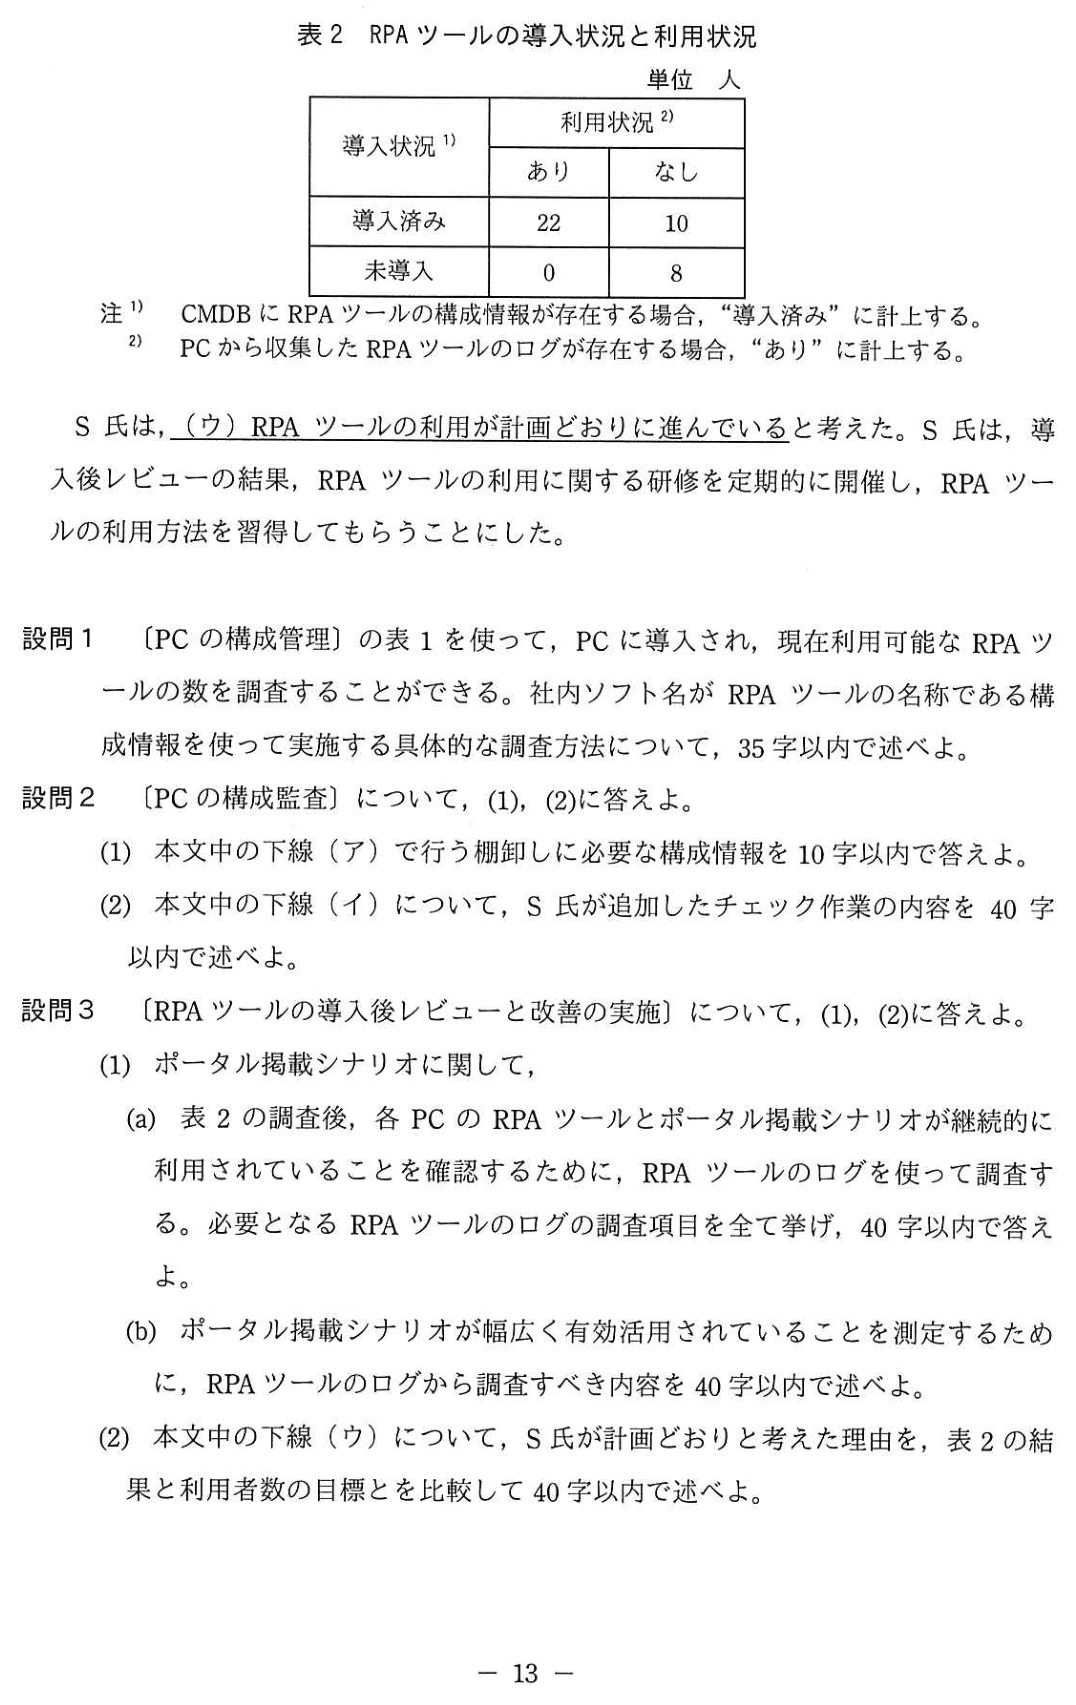 表2 RPA ツールの導入状況と利用状況
単位 人
導入状況 1)
利用状況 2)
あり
なし
導入済み
22
10
未導入
0
8
注 1) CMDB に RPA ツールの構成情報が存在する場合，“導入済み” に計上する。
2) PC から収集した RPA ツールのログが存在する場合，“あり” に計上する。
S 氏は，（ウ）RPA ツールの利用が計画どおりに進んでいると考えた。S 氏は，導
入後レビューの結果，RPA ツールの利用に関する研修を定期的に開催し，RPA ツー
ルの利用方法を習得してもらうことにした。
設問1 〔PC の構成管理〕の表 1 を使って，PC に導入され，現在利用可能な RPA ツ
ールの数を調査することができる。社内ソフト名が RPA ツールの名称である構
成情報を使って実施する具体的な調査方法について，35 字以内で述べよ。
設問2 〔PC の構成監査〕について，(1)，(2)に答えよ。
(1) 本文中の下線（ア）で行う棚卸しに必要な構成情報を 10 字以内で答えよ。
(2) 本文中の下線（イ）について，S 氏が追加したチェック作業の内容を 40 字
以内で述べよ。
設問3 〔RPA ツールの導入後レビューと改善の実施〕について，(1)，(2)に答えよ。
(1) ポータル掲載シナリオに関して，
(a) 表 2 の調査後，各 PC の RPA ツールとポータル掲載シナリオが継続的に
利用されていることを確認するために，RPA ツールのログを使って調査す
る。必要となる RPA ツールのログの調査項目を全て挙げ，40 字以内で答え
よ。
(b) ポータル掲載シナリオが幅広く有効活用されていることを測定するため
に，RPA ツールのログから調査すべき内容を 40 字以内で述べよ。
(2) 本文中の下線（ウ）について，S 氏が計画どおりと考えた理由を，表 2 の結
果と利用者数の目標とを比較して 40 字以内で述べよ。
－ 13 －